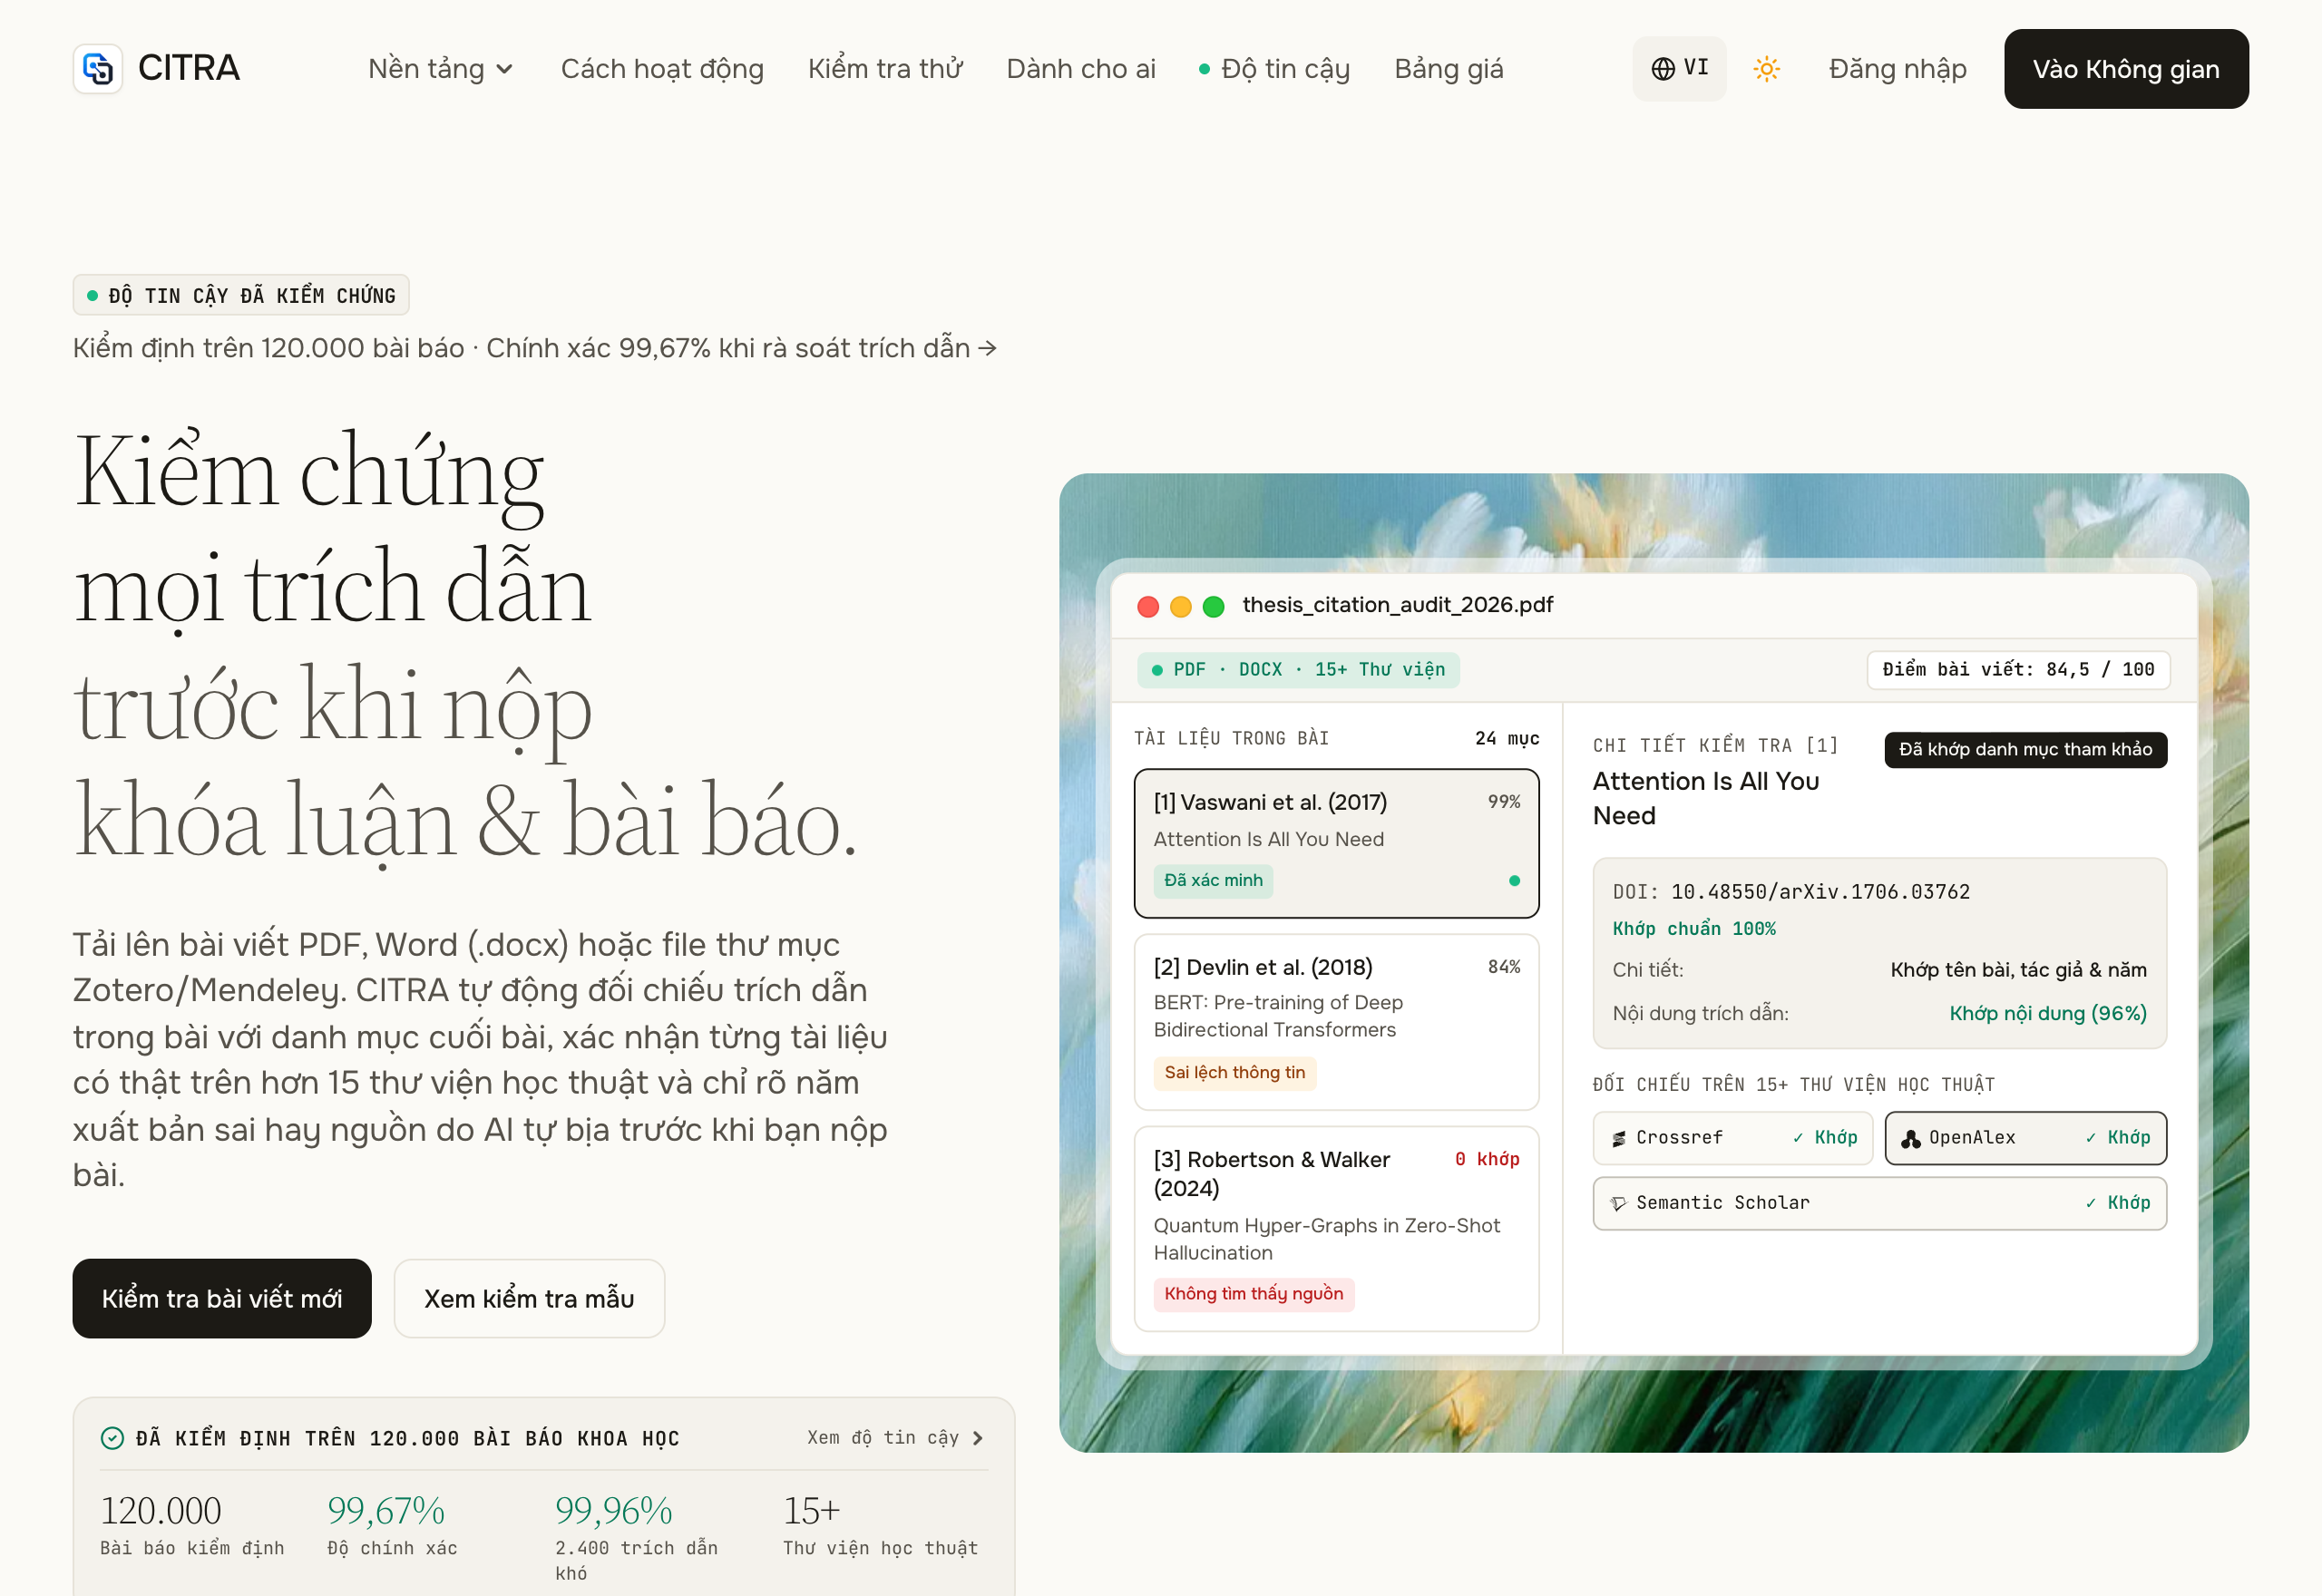 CITRA
Nền tảng
Cách hoạt động
Kiểm tra thử
Dành cho ai
Độ tin cậy
Bảng giá
VI
Đăng nhập
Vào Không gian
ĐỘ TIN CẬY ĐÃ KIỂM CHỨNG
Kiểm định trên 120.000 bài báo · Chính xác 99,67% khi rà soát trích dẫn →
Kiểm chứng
mọi trích dẫn
trước khi nộp
khóa luận & bài báo.
Tải lên bài viết PDF, Word (.docx) hoặc file thư mục
Zotero/Mendeley. CITRA tự động đối chiếu trích dẫn
trong bài với danh mục cuối bài, xác nhận từng tài liệu
có thật trên hơn 15 thư viện học thuật và chỉ rõ năm
xuất bản sai hay nguồn do AI tự bịa trước khi bạn nộp
bài.
Kiểm tra bài viết mới
Xem kiểm tra mẫu
ĐÃ KIỂM ĐỊNH TRÊN 120.000 BÀI BÁO KHOA HỌC
Xem độ tin cậy
120.000
Bài báo kiểm định
99,67%
Độ chính xác
99,96%
2.400 trích dẫn
khó
15+
Thư viện học thuật
thesis_citation_audit_2026.pdf
PDF · DOCX · 15+ Thư viện
Điểm bài viết: 84,5 / 100
TÀI LIỆU TRONG BÀI
24 mục
[1] Vaswani et al. (2017)
99%
Attention Is All You Need
Đã xác minh
[2] Devlin et al. (2018)
84%
BERT: Pre-training of Deep
Bidirectional Transformers
Sai lệch thông tin
[3] Robertson & Walker
(2024)
0 khớp
Quantum Hyper-Graphs in Zero-Shot
Hallucination
Không tìm thấy nguồn
CHI TIẾT KIỂM TRA [1]
Đã khớp danh mục tham khảo
Attention Is All You
Need
DOI: 10.48550/arXiv.1706.03762
Khớp chuẩn 100%
Chi tiết:
Khớp tên bài, tác giả & năm
Nội dung trích dẫn:
Khớp nội dung (96%)
ĐỐI CHIẾU TRÊN 15+ THƯ VIỆN HỌC THUẬT
Crossref
✓ Khớp
OpenAlex
✓ Khớp
Semantic Scholar
✓ Khớp